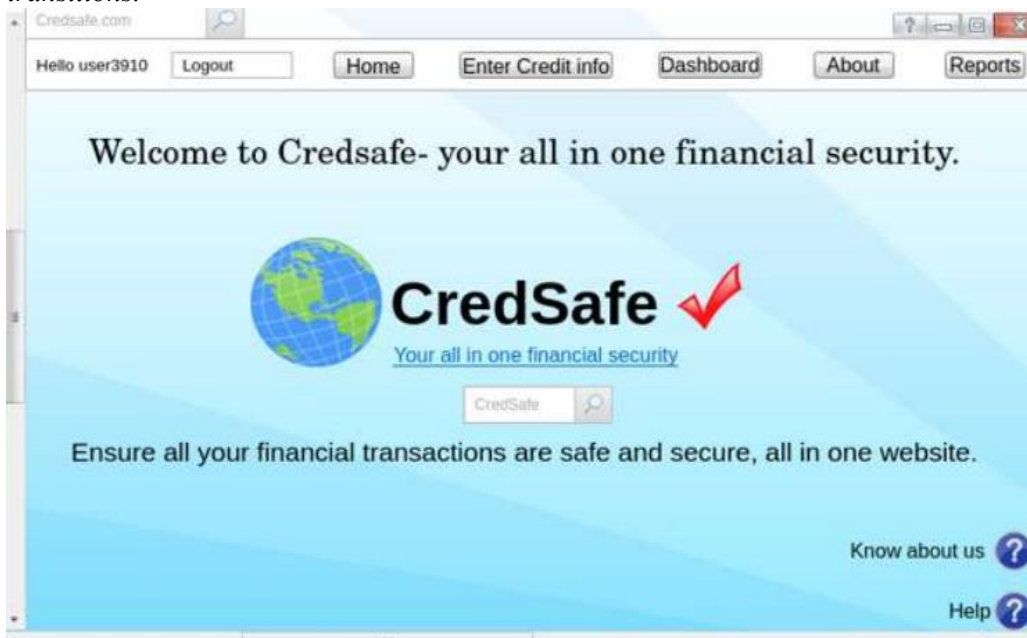 transitions.
Credsafe.com
Hello user3910 Logout Home Enter Credit info Dashboard About Reports
Welcome to Credsafe- your all in one financial security.
CredSafe
Your all in one financial security
CredSafe
Ensure all your financial transactions are safe and secure, all in one website.
Know about us ?
Help ?